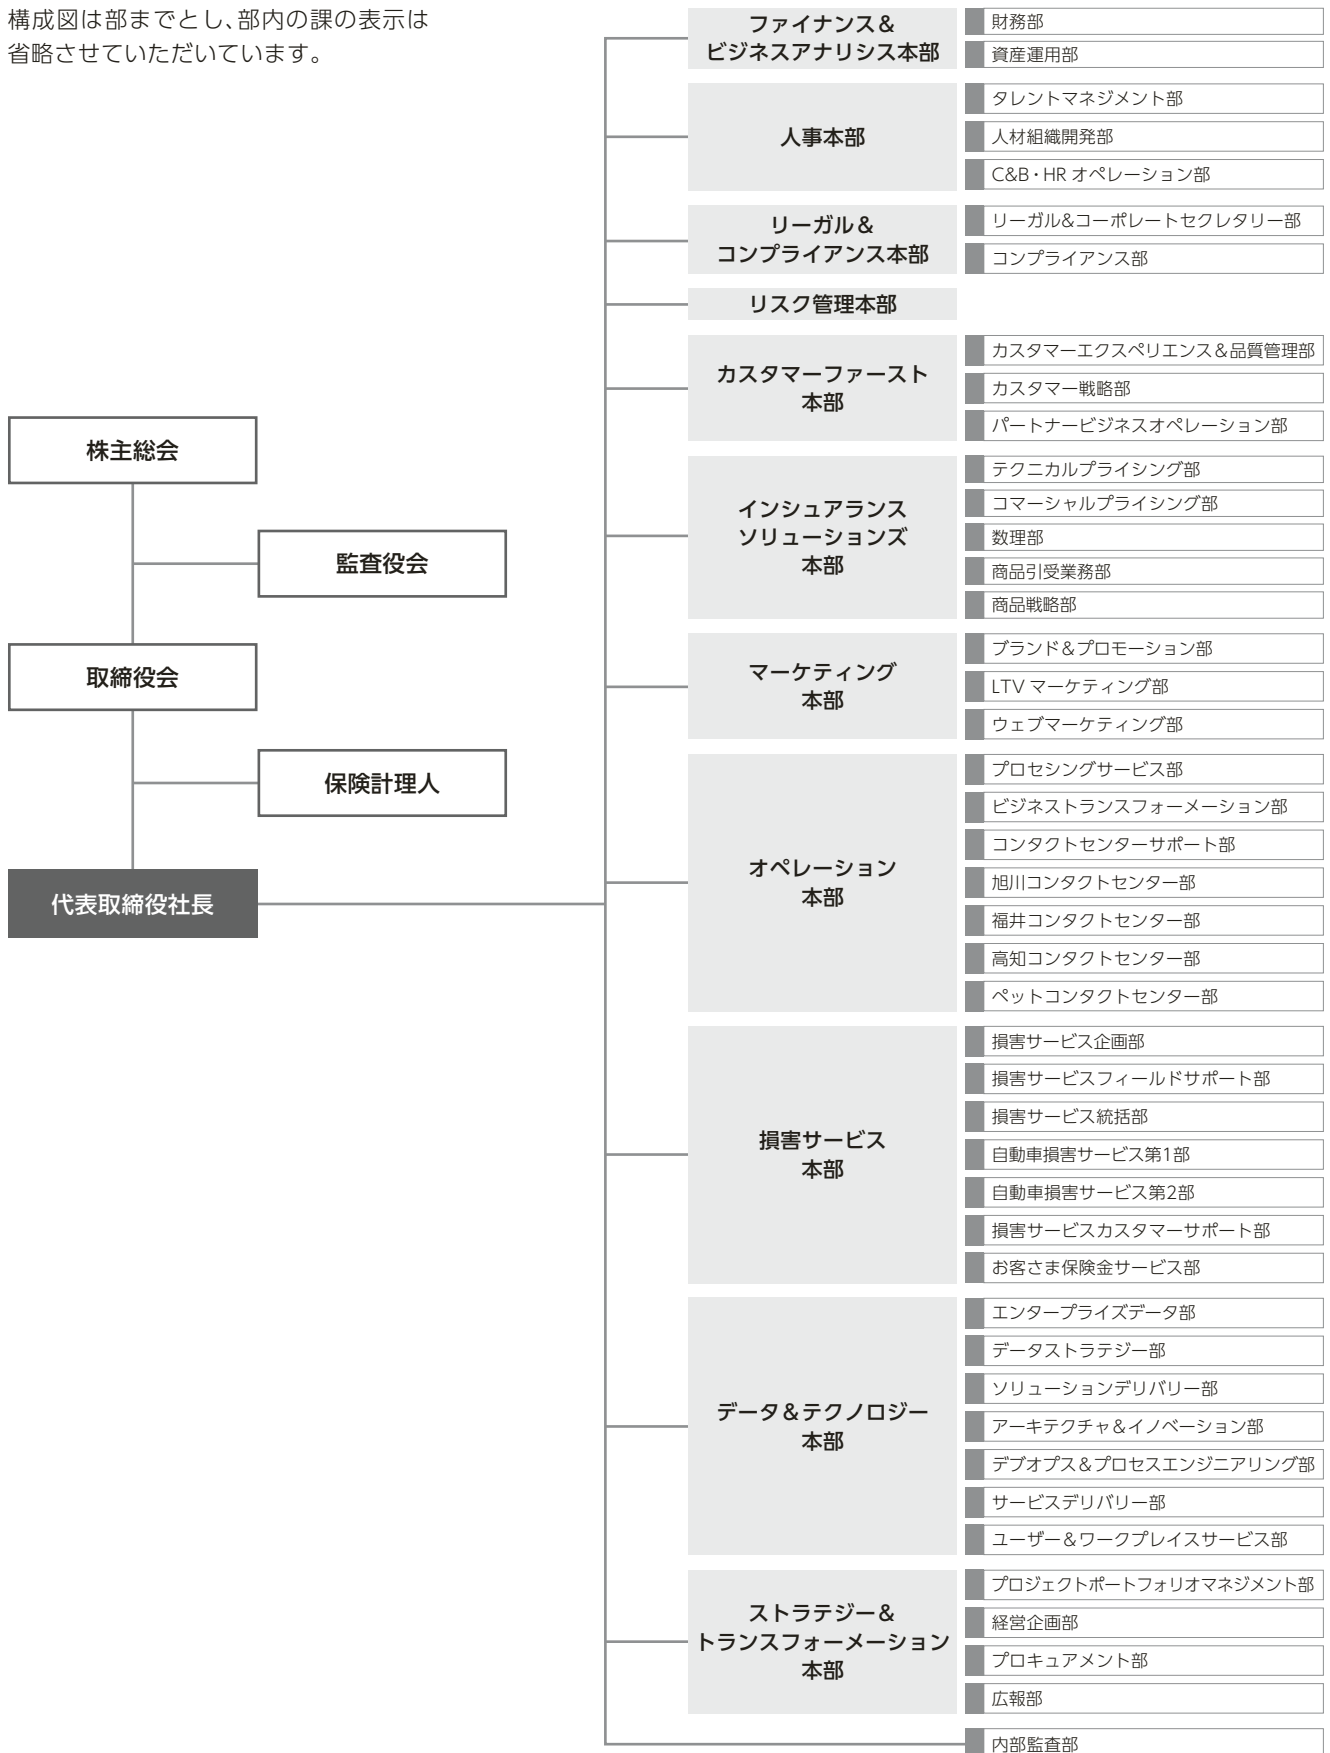 構成図は部までとし、部内の課の表示は
省略させていただいています。
株主総会
監査役会
取締役会
保険計理人
代表取締役社長
ファイナンス＆
ビジネスアナリシス本部
財務部
資産運用部
人事本部
タレントマネジメント部
人材組織開発部
C&B・HR オペレーション部
リーガル＆
コンプライアンス本部
リーガル&コーポレートセクレタリー部
コンプライアンス部
リスク管理本部
カスタマーファースト
本部
カスタマーエクスペリエンス＆品質管理部
カスタマー戦略部
パートナービジネスオペレーション部
インシュアランス
ソリューションズ
本部
テクニカルプライシング部
コマーシャルプライシング部
数理部
商品引受業務部
商品戦略部
マーケティング
本部
ブランド＆プロモーション部
LTV マーケティング部
ウェブマーケティング部
オペレーション
本部
プロセシングサービス部
ビジネストランスフォーメーション部
コンタクトセンターサポート部
旭川コンタクトセンター部
福井コンタクトセンター部
高知コンタクトセンター部
ペットコンタクトセンター部
損害サービス
本部
損害サービス企画部
損害サービスフィールドサポート部
損害サービス統括部
自動車損害サービス第1部
自動車損害サービス第2部
損害サービスカスタマーサポート部
お客さま保険金サービス部
データ＆テクノロジー
本部
エンタープライズデータ部
データストラテジー部
ソリューションデリバリー部
アーキテクチャ＆イノベーション部
デブオプス＆プロセスエンジニアリング部
サービスデリバリー部
ユーザー＆ワークプレイスサービス部
ストラテジー＆
トランスフォーメーション
本部
プロジェクトポートフォリオマネジメント部
経営企画部
プロキュアメント部
広報部
内部監査部